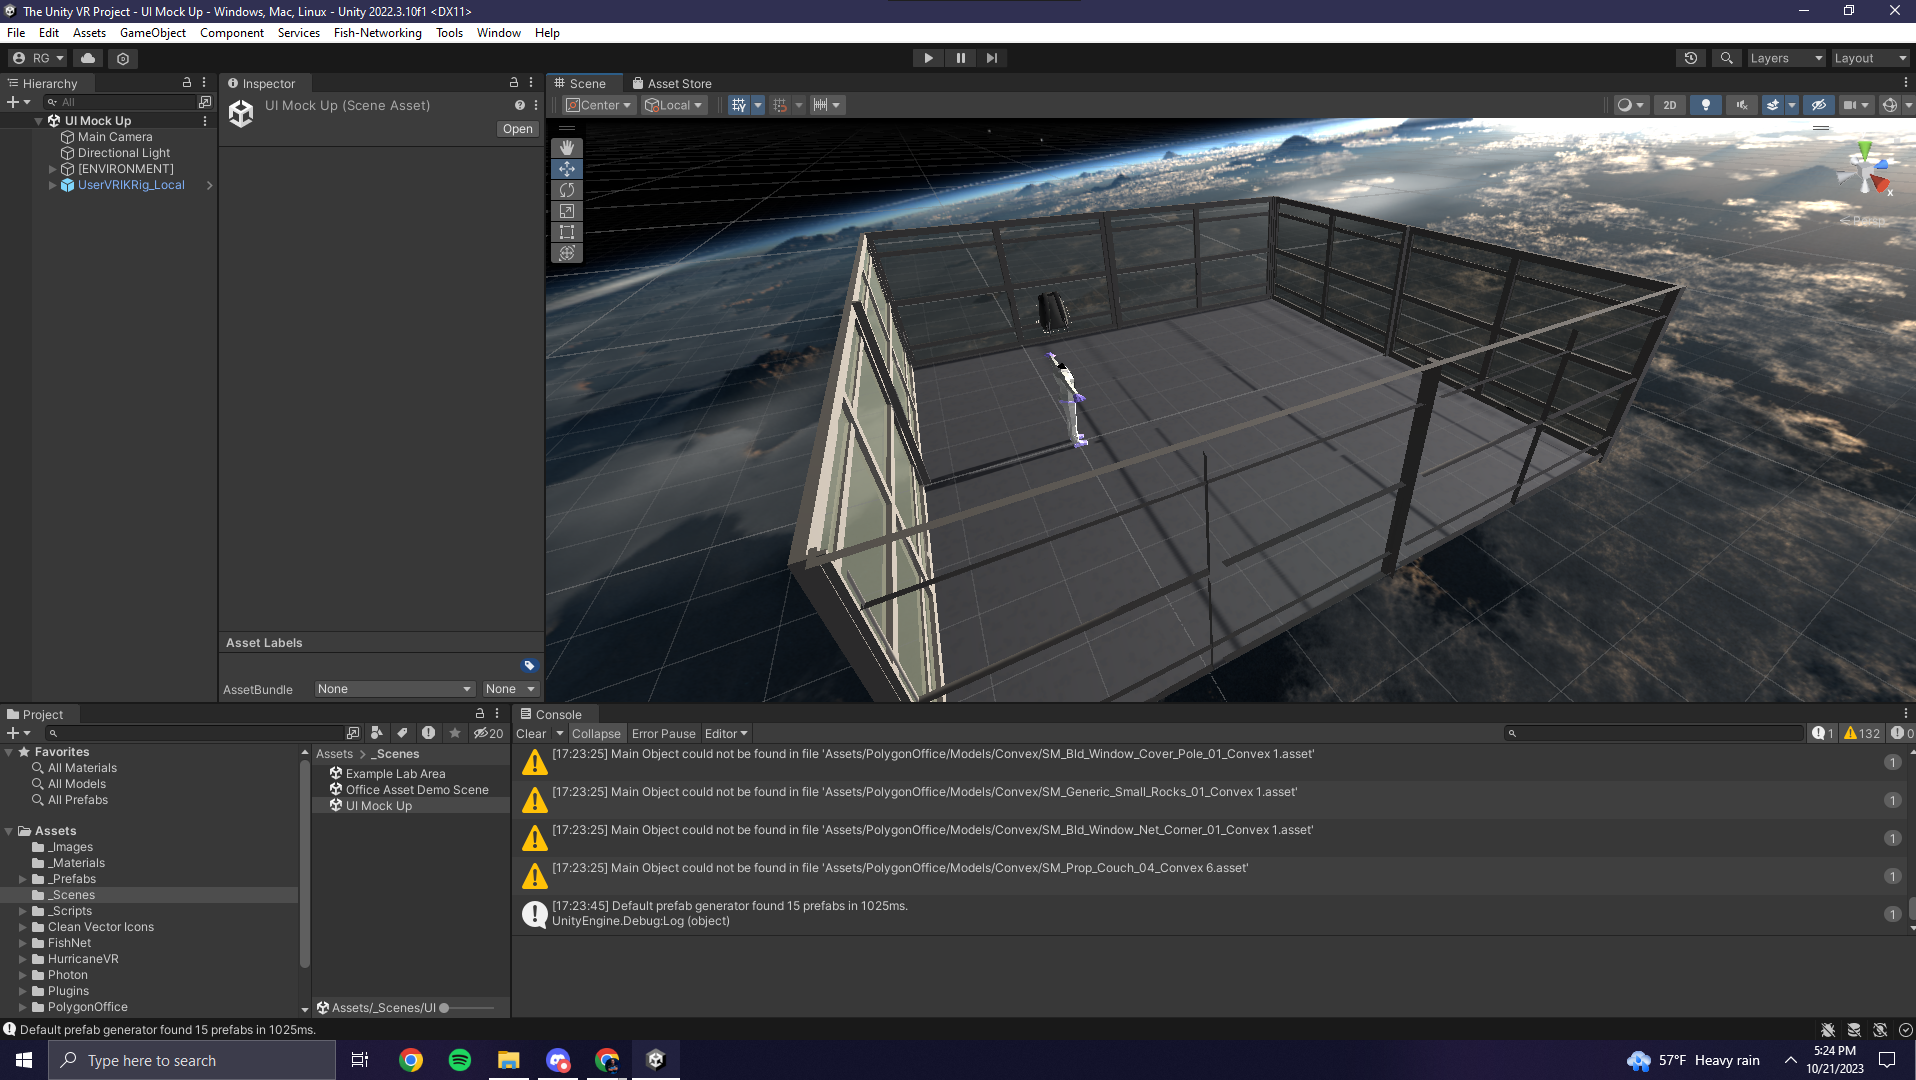 The Unity VR Project - UI Mock Up - Windows, Mac, Linux - Unity 2022.3.10f1 <DX11>
File Edit Assets GameObject Component Services Fish-Networking Tools Window Help
RG
Layers
Layout
Hierarchy
All
UI Mock Up
Main Camera
Directional Light
[ENVIRONMENT]
UserVRIKRig_Local
Inspector
UI Mock Up (Scene Asset)
Open
Asset Labels
AssetBundle None None
Scene
Asset Store
Center
Local
2D
x
Persp
Project
20
Favorites
All Materials
All Models
All Prefabs
Assets
_Images
_Materials
_Prefabs
_Scenes
_Scripts
Clean Vector Icons
FishNet
HurricaneVR
Photon
Plugins
PolygonOffice
Assets > _Scenes
Example Lab Area
Office Asset Demo Scene
UI Mock Up
Assets/_Scenes/UI
Console
Clear Collapse Error Pause Editor
1 132 0
[17:23:25] Main Object could not be found in file 'Assets/PolygonOffice/Models/Convex/SM_Bld_Window_Cover_Pole_01_Convex 1.asset'
1
[17:23:25] Main Object could not be found in file 'Assets/PolygonOffice/Models/Convex/SM_Generic_Small_Rocks_01_Convex 1.asset'
1
[17:23:25] Main Object could not be found in file 'Assets/PolygonOffice/Models/Convex/SM_Bld_Window_Net_Corner_01_Convex 1.asset'
1
[17:23:25] Main Object could not be found in file 'Assets/PolygonOffice/Models/Convex/SM_Prop_Couch_04_Convex 6.asset'
1
[17:23:45] Default prefab generator found 15 prefabs in 1025ms.
UnityEngine.Debug:Log (object)
1
Default prefab generator found 15 prefabs in 1025ms.
Type here to search
57°F Heavy rain
5:24 PM
10/21/2023